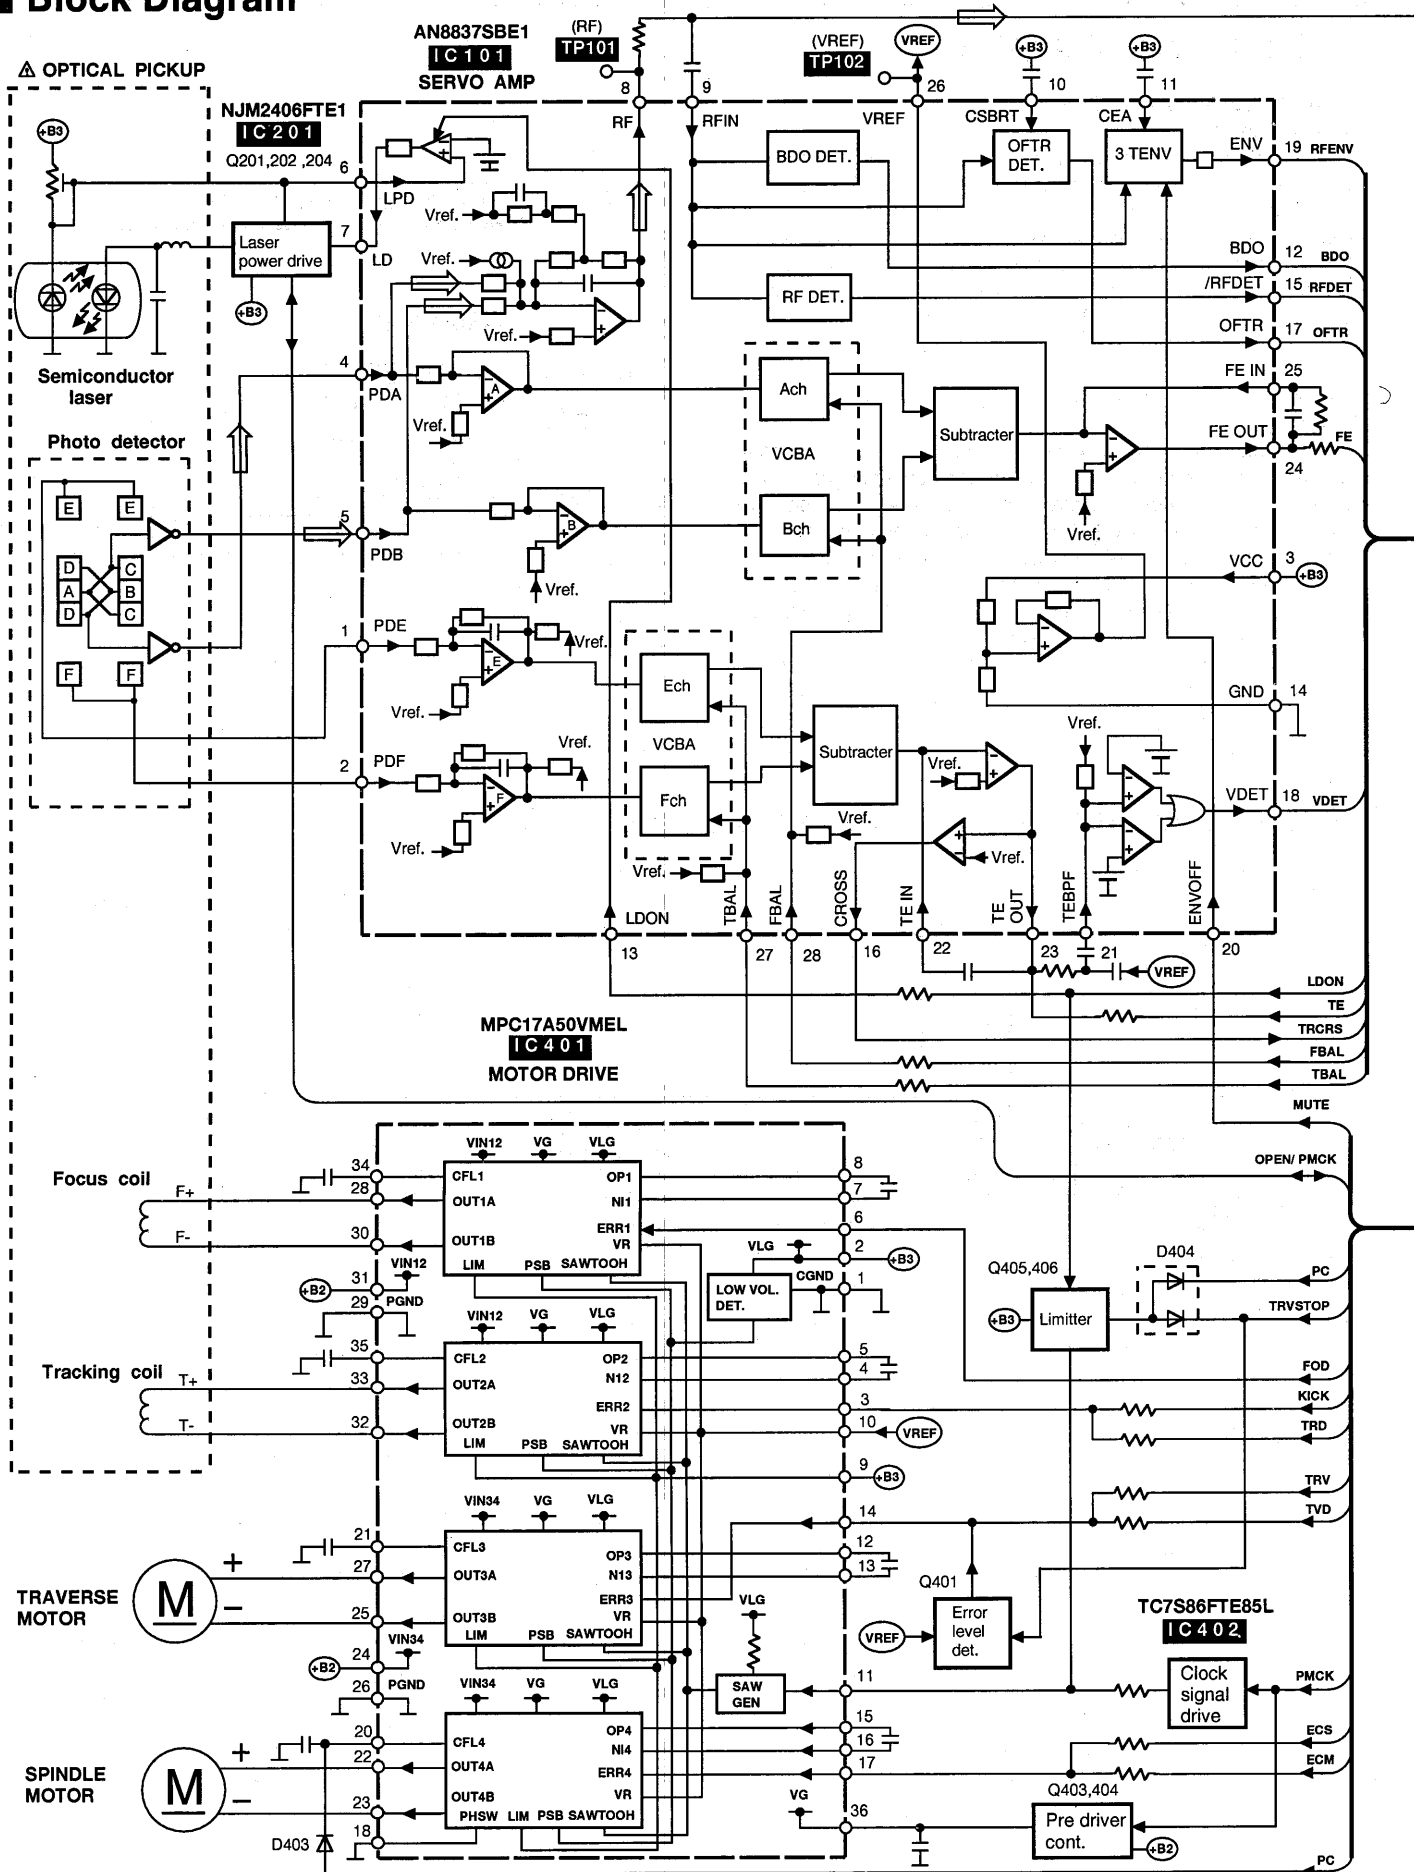 Block Diagram
AN8837SBE1
IC101
SERVO AMP
(RF)
TP101
(VREF)
TP102
VREF
+B3
+B3
⚠ OPTICAL PICKUP
NJM2406FTE1
IC201
Q201,202 ,204
8
9
26
10
11
RF
RFIN
VREF
CSBRT
CEA
+B3
6
LPD
BDO DET.
OFTR
DET.
3 TENV
ENV
19
RFENV
Vref.
7
LD
Laser
power drive
+B3
Vref.
Vref.
RF DET.
BDO
12
BDO
/RFDET
15
RFDET
OFTR
17
OFTR
Semiconductor
laser
4
PDA
A
Vref.
Ach
VCBA
Bch
Subtracter
FE IN
25
FE OUT
24
FE
Vref.
Photo detector
E
E
D
C
A
B
D
C
F
F
5
PDB
B
Vref.
VCC
3
+B3
1
PDE
E
Vref.
Vref.
Ech
VCBA
Fch
Subtracter
Vref.
GND
14
2
PDF
F
Vref.
Vref.
Vref.
Vref.
Vref.
Vref.
VDET
18
VDET
LDON
TBAL
FBAL
CROSS
TE IN
TE
OUT
TEBPF
ENVOFF
13
27
28
16
22
23
21
20
VREF
LDON
TE
TRCRS
FBAL
TBAL
MPC17A50VMEL
IC401
MOTOR DRIVE
MUTE
OPEN/ PMCK
Focus coil
F+
F-
34
28
30
31
29
+B2
VIN12
PGND
VIN12
VG
VLG
CFL1
OUT1A
OUT1B
OP1
NI1
ERR1
VR
LIM
PSB
SAWTOOH
8
7
6
VLG
2
+B3
CGND
1
LOW VOL.
DET.
Q405,406
+B3
Limitter
D404
PC
TRVSTOP
Tracking coil
T+
T-
35
33
32
VIN12
VG
VLG
CFL2
OUT2A
OUT2B
OP2
N12
ERR2
VR
LIM
PSB
SAWTOOH
5
4
3
10
VREF
9
+B3
FOD
KICK
TRD
TRV
TVD
TRAVERSE
MOTOR
M
+
−
21
27
25
24
+B2
VIN34
26
PGND
VIN34
VG
VLG
CFL3
OUT3A
OUT3B
OP3
N13
ERR3
VR
LIM
PSB
SAWTOOH
14
12
13
VLG
SAW
GEN
11
Q401
VREF
Error
level
det.
TC7S86FTE85L
IC402
Clock
signal
drive
PMCK
SPINDLE
MOTOR
M
+
−
20
22
23
18
D403
VIN34
VG
VLG
CFL4
OUT4A
OUT4B
OP4
NI4
ERR4
VR
PHSW
LIM
PSB
SAWTOOH
15
16
17
VG
36
ECS
ECM
Q403,404
Pre driver
cont.
+B2
PC